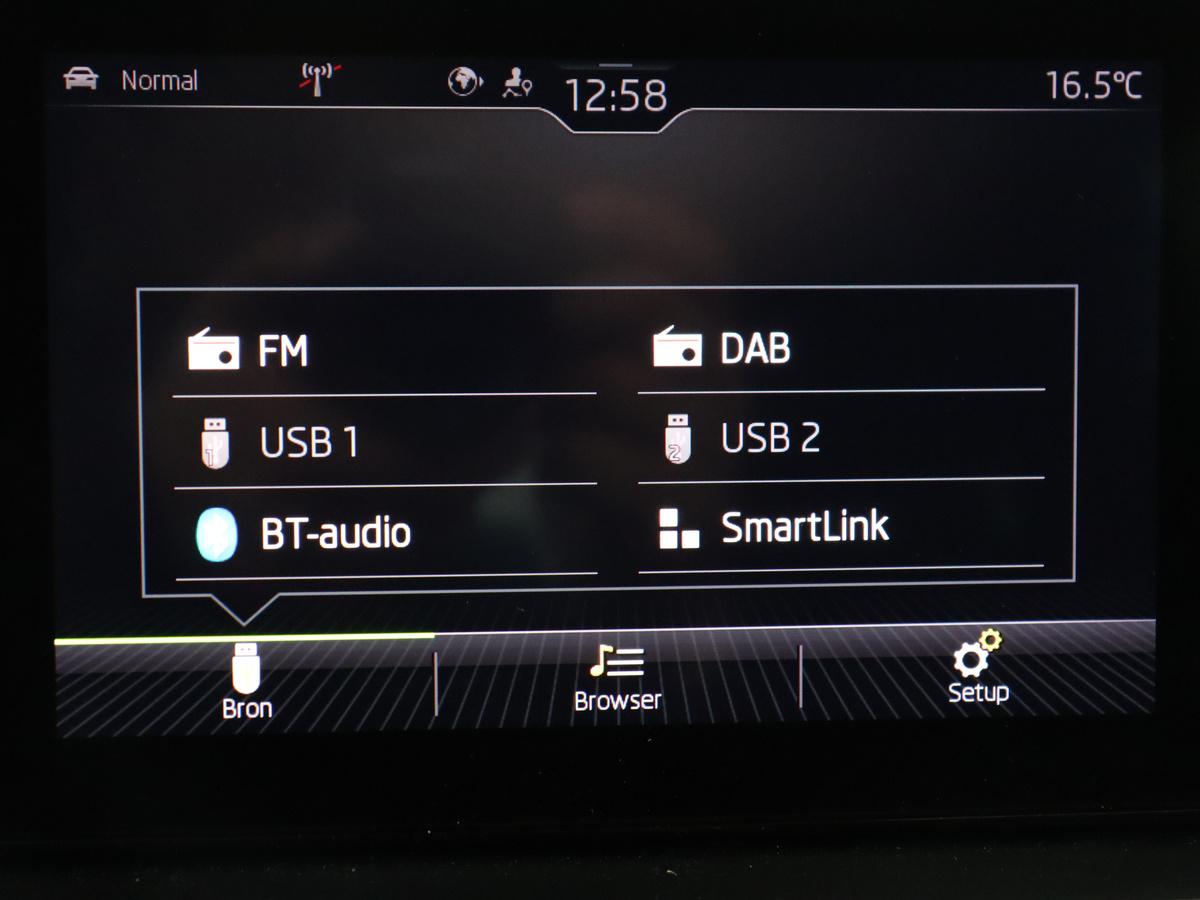 Normal
12:58
16.5°C
FM
DAB
USB 1
USB 2
BT-audio
SmartLink
Bron
Browser
Setup